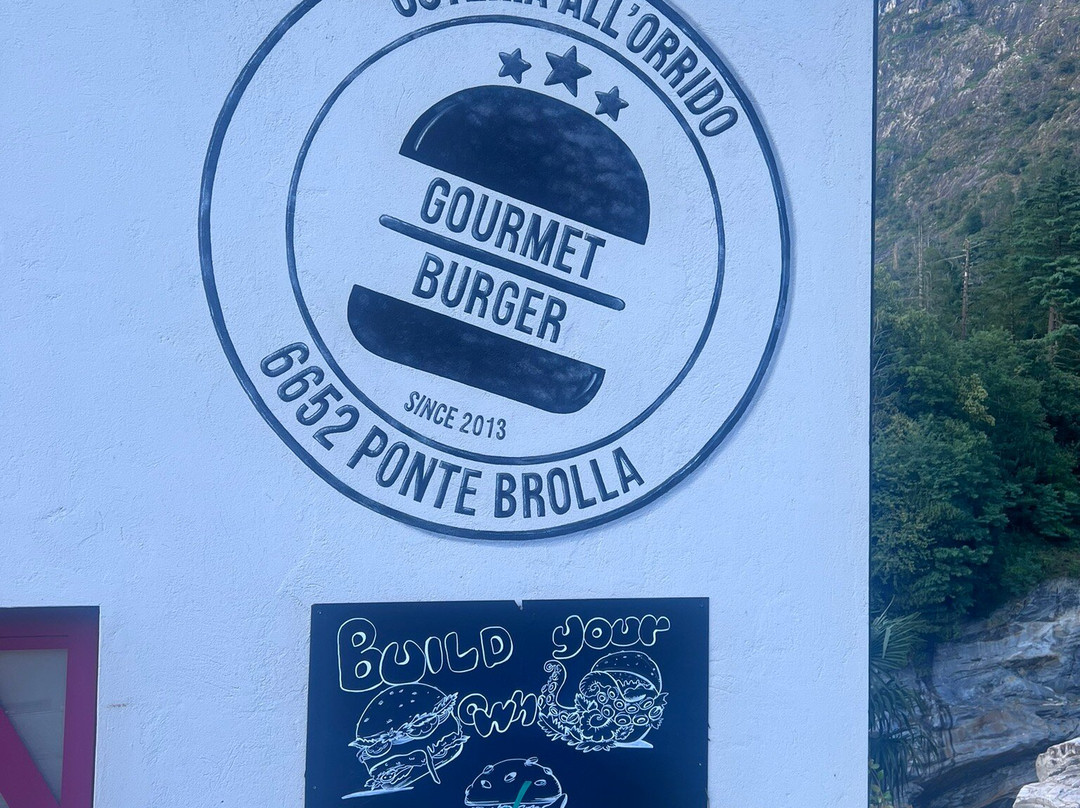 ALL'ORRIDO
GOURMET
BURGER
SINCE 2013
6652 PONTE BROLLA
BUILD your
own